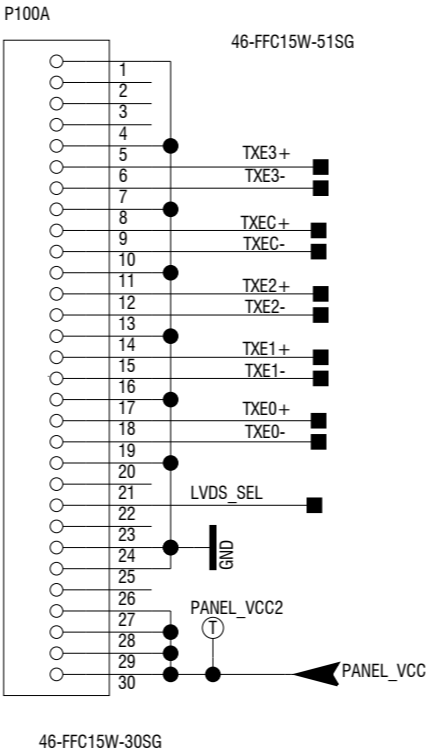 P100A
46-FFC15W-51SG
1
2
3
4
5
TXE3+
6
TXE3-
7
8
TXEC+
9
TXEC-
10
11
TXE2+
12
TXE2-
13
14
TXE1+
15
TXE1-
16
17
TXE0+
18
TXE0-
19
20
21
LVDS_SEL
22
23
24
GND
25
26
PANEL_VCC2
27
T
28
29
PANEL_VCC
30
46-FFC15W-30SG